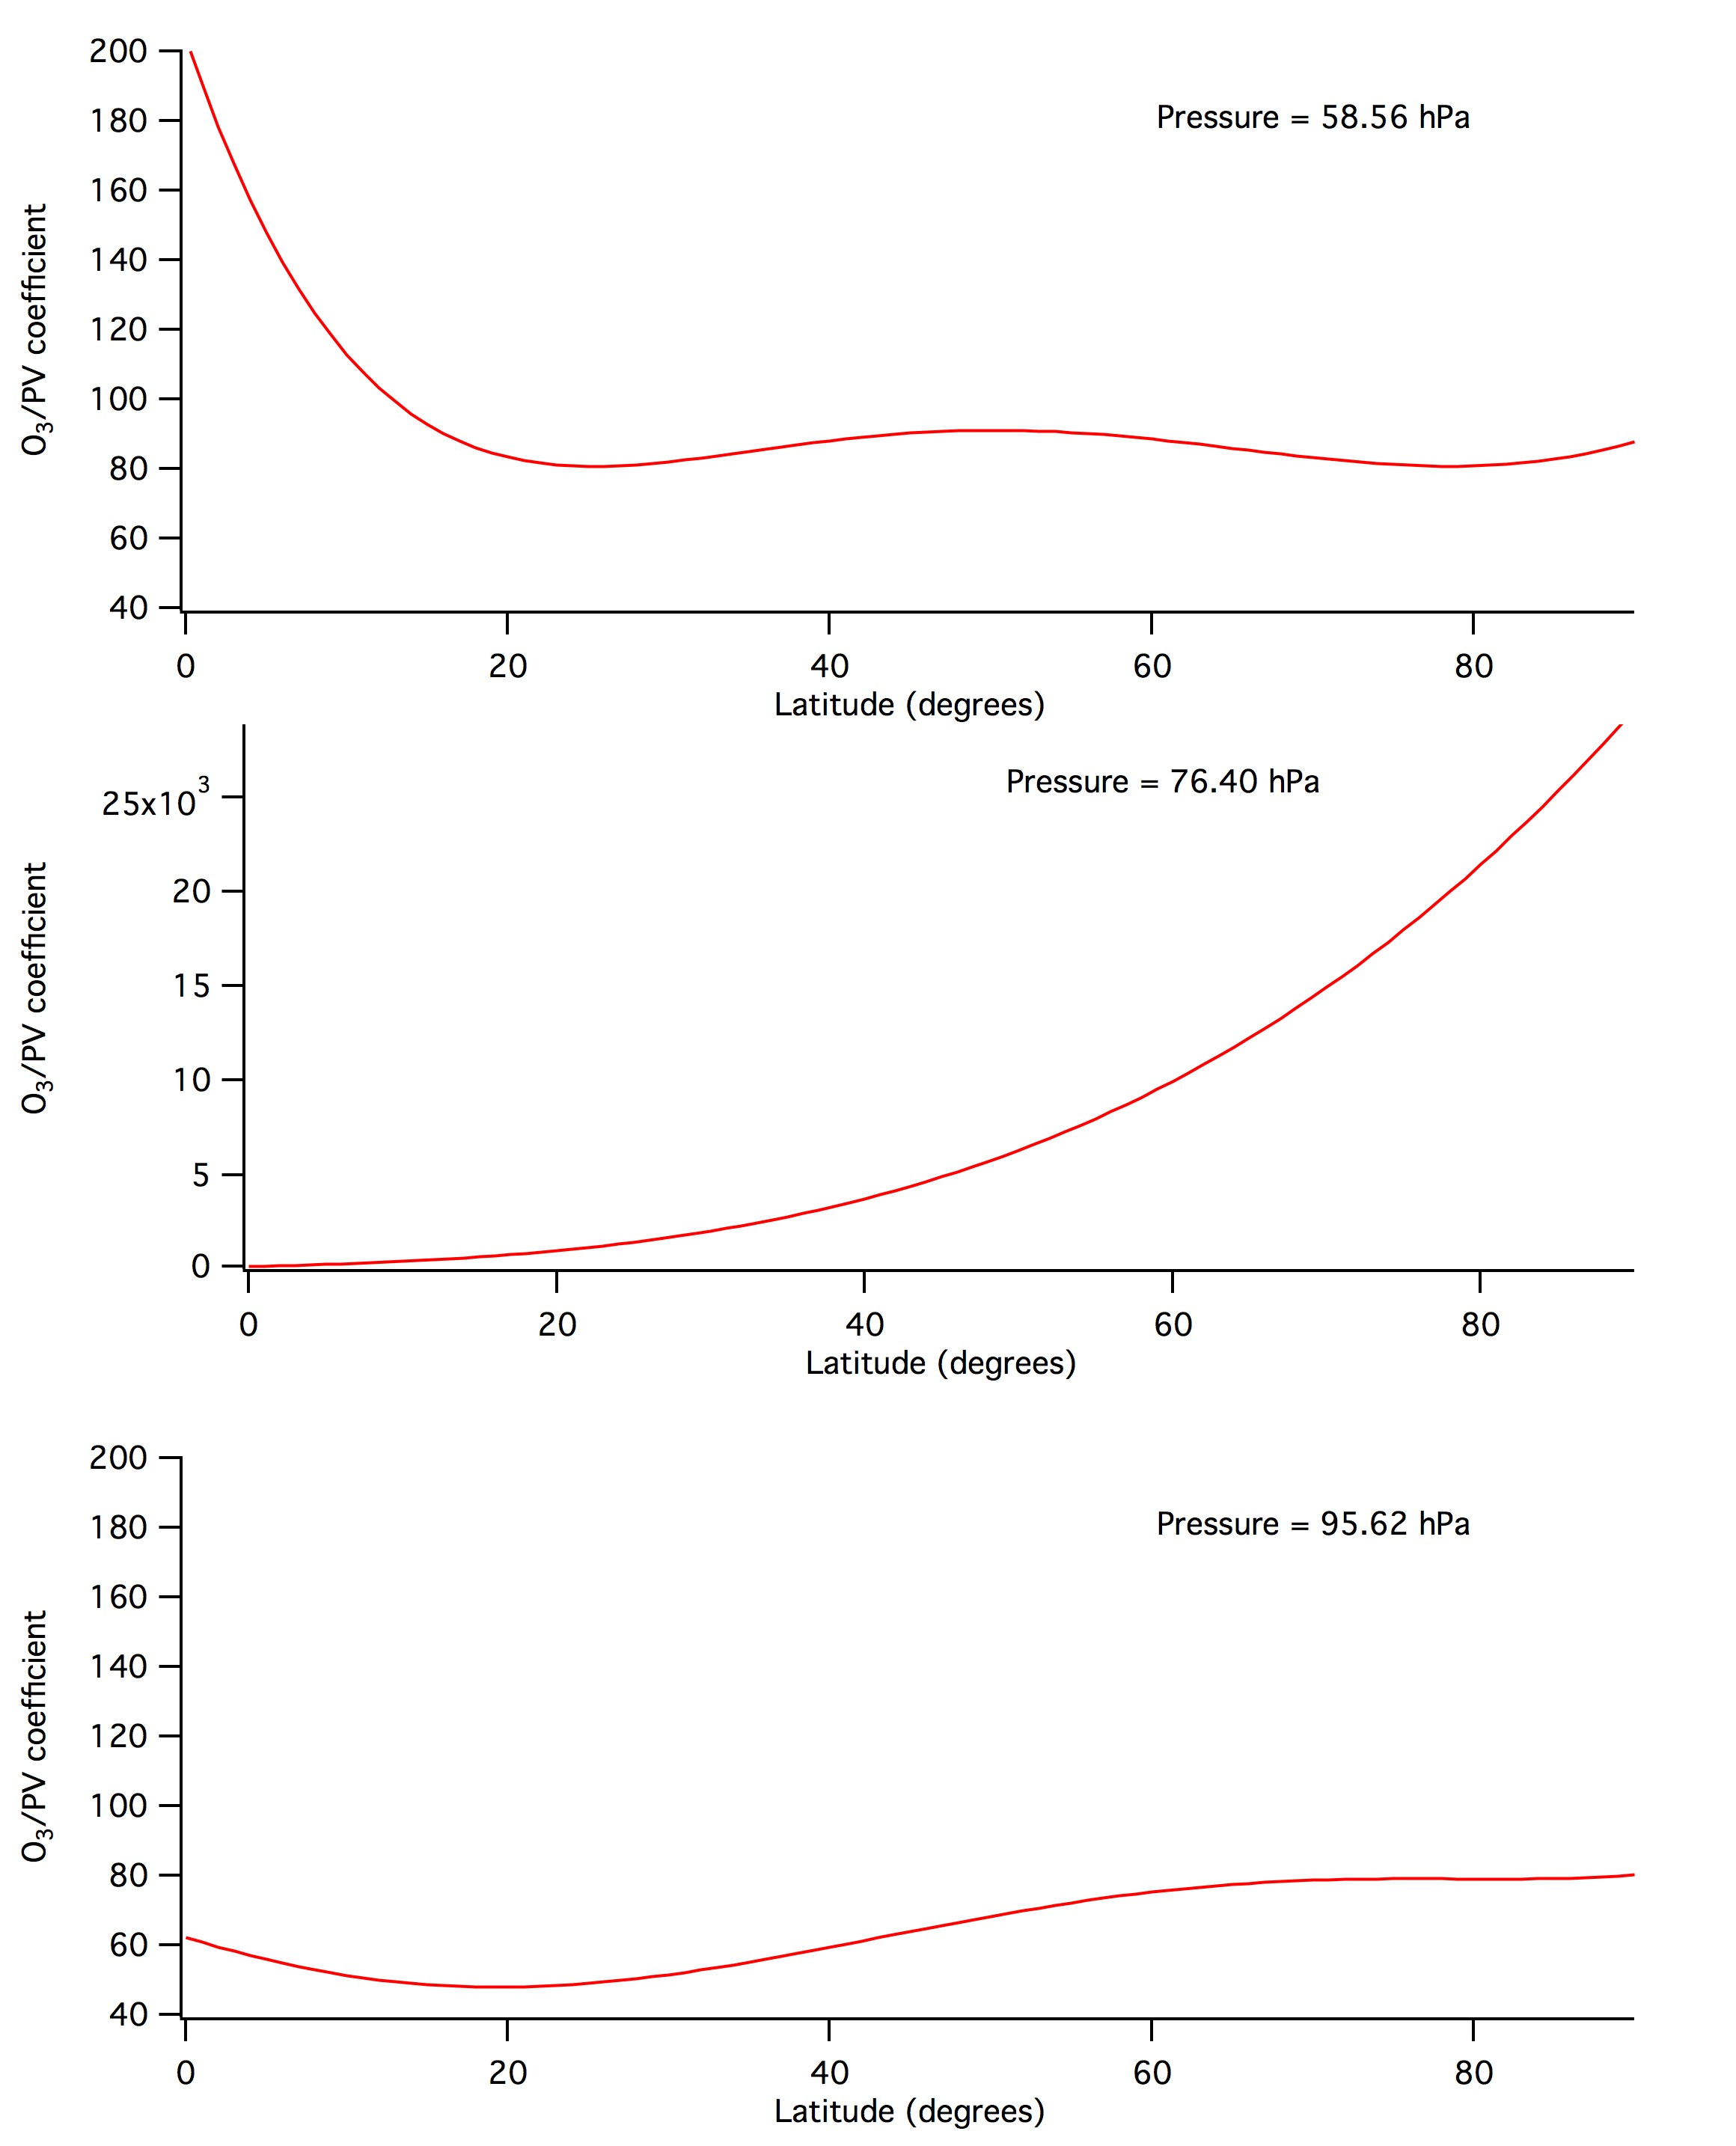 200
180
160
140
120
100
80
60
40
O3/PV coefficient
Pressure = 58.56 hPa
0 20 40 60 80
Latitude (degrees)
25x10³
20
15
10
5
0
O3/PV coefficient
Pressure = 76.40 hPa
0 20 40 60 80
Latitude (degrees)
200
180
160
140
120
100
80
60
40
O3/PV coefficient
Pressure = 95.62 hPa
0 20 40 60 80
Latitude (degrees)